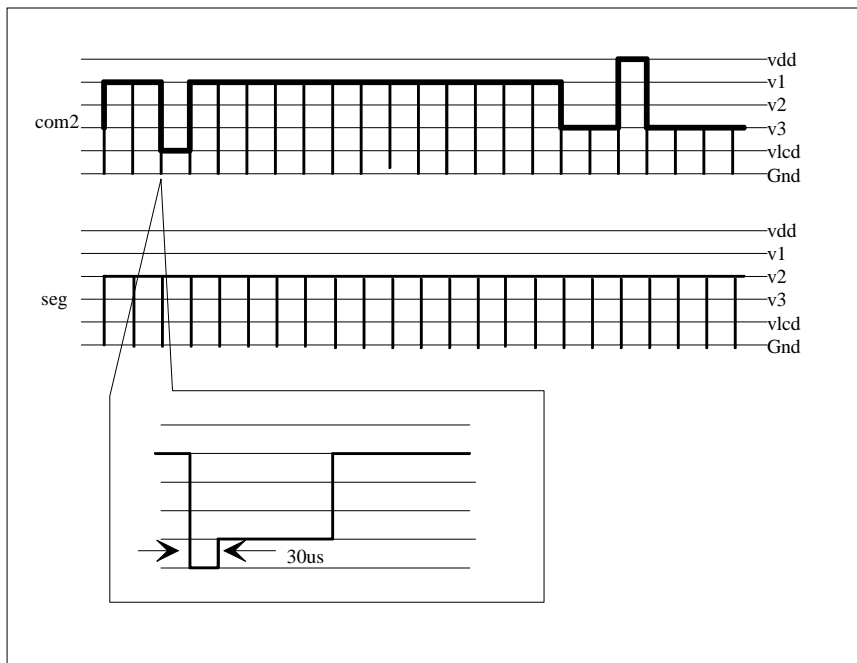 vdd
v1
v2
com2
v3
vlcd
Gnd
vdd
v1
v2
seg
v3
vlcd
Gnd
30us